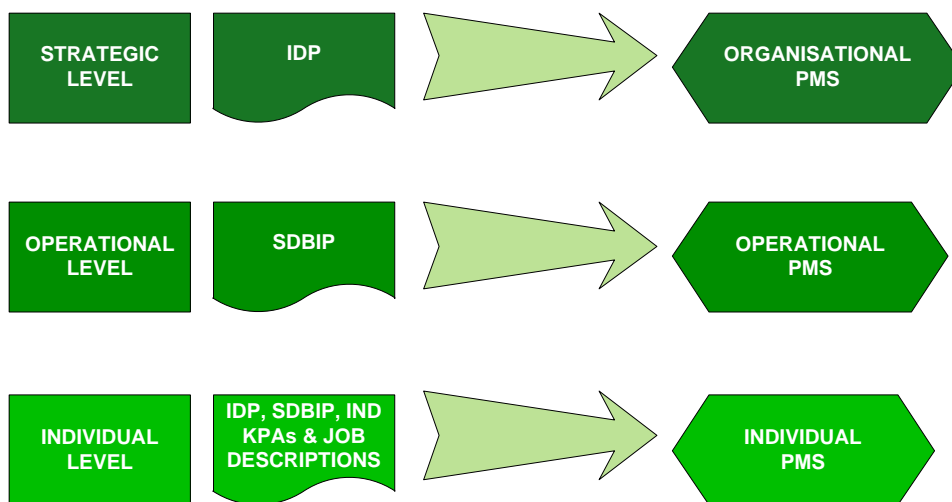 STRATEGIC
LEVEL
IDP
ORGANISATIONAL
PMS
OPERATIONAL
LEVEL
SDBIP
OPERATIONAL
PMS
INDIVIDUAL
LEVEL
IDP, SDBIP, IND
KPAs & JOB
DESCRIPTIONS
INDIVIDUAL
PMS